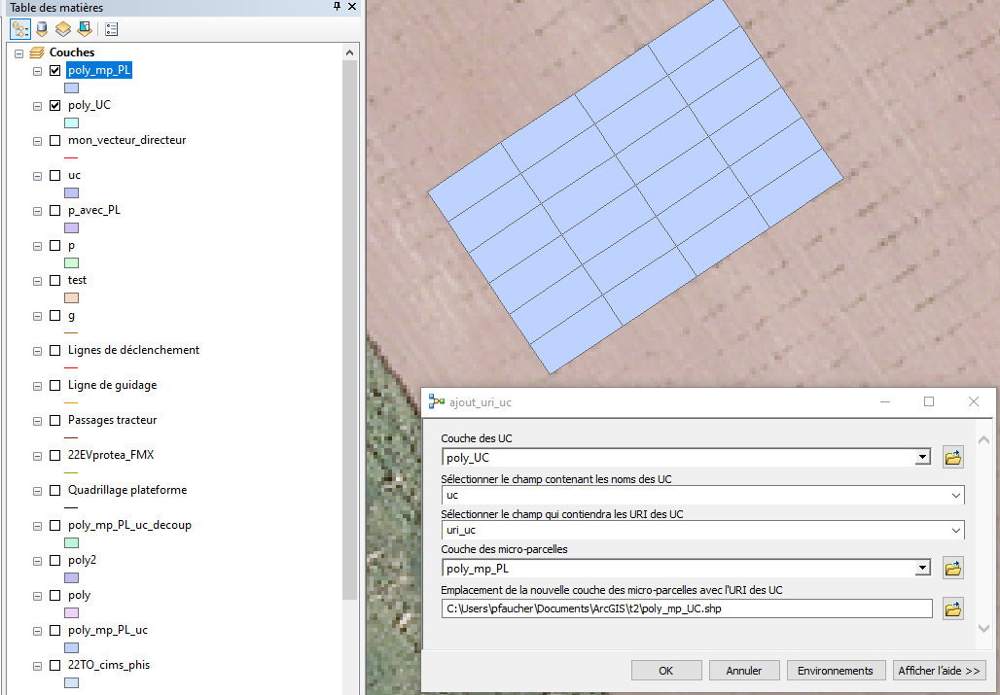 Table des matières
Couches
poly_mp_PL
poly_UC
mon_vecteur_directeur
uc
p_avec_PL
p
test
g
Lignes de déclenchement
Ligne de guidage
Passages tracteur
22EVprotea_FMX
Quadrillage plateforme
poly_mp_PL_uc_decoup
poly2
poly
poly_mp_PL_uc
22TO_cims_phis
ajout_uri_uc
Couche des UC
poly_UC
Sélectionner le champ contenant les noms des UC
uc
Sélectionner le champ qui contiendra les URI des UC
uri_uc
Couche des micro-parcelles
poly_mp_PL
Emplacement de la nouvelle couche des micro-parcelles avec l'URI des UC
C:\Users\pfaucher\Documents\ArcGIS\t2\poly_mp_UC.shp
OK
Annuler
Environnements
Afficher l'aide >>